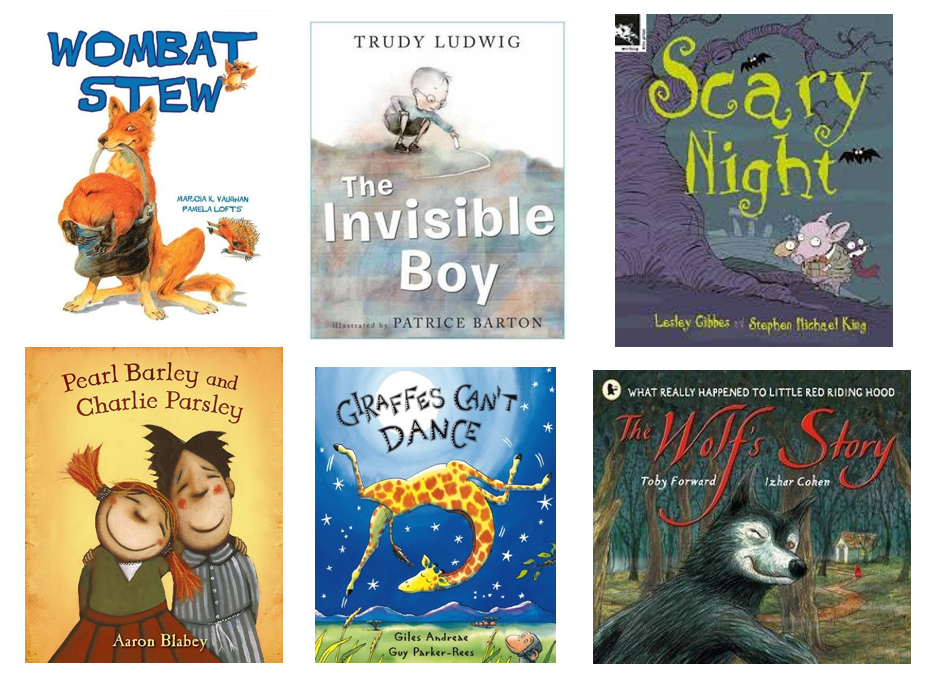 WOMBAT
STEW
MARCIA K. VAUGHAN
PAMELA LOFTS
TRUDY LUDWIG
The
Invisible
Boy
illustrated by PATRICE BARTON
Scary
Night
Lesley Gibbes Stephen Michael King
Pearl Barley and
Charlie Parsley
Aaron Blabey
GIRAFFES CAN'T
DANCE
Giles Andreae
Guy Parker-Rees
WHAT REALLY HAPPENED TO LITTLE RED RIDING HOOD
The Wolf's Story
Toby Forward Izhar Cohen